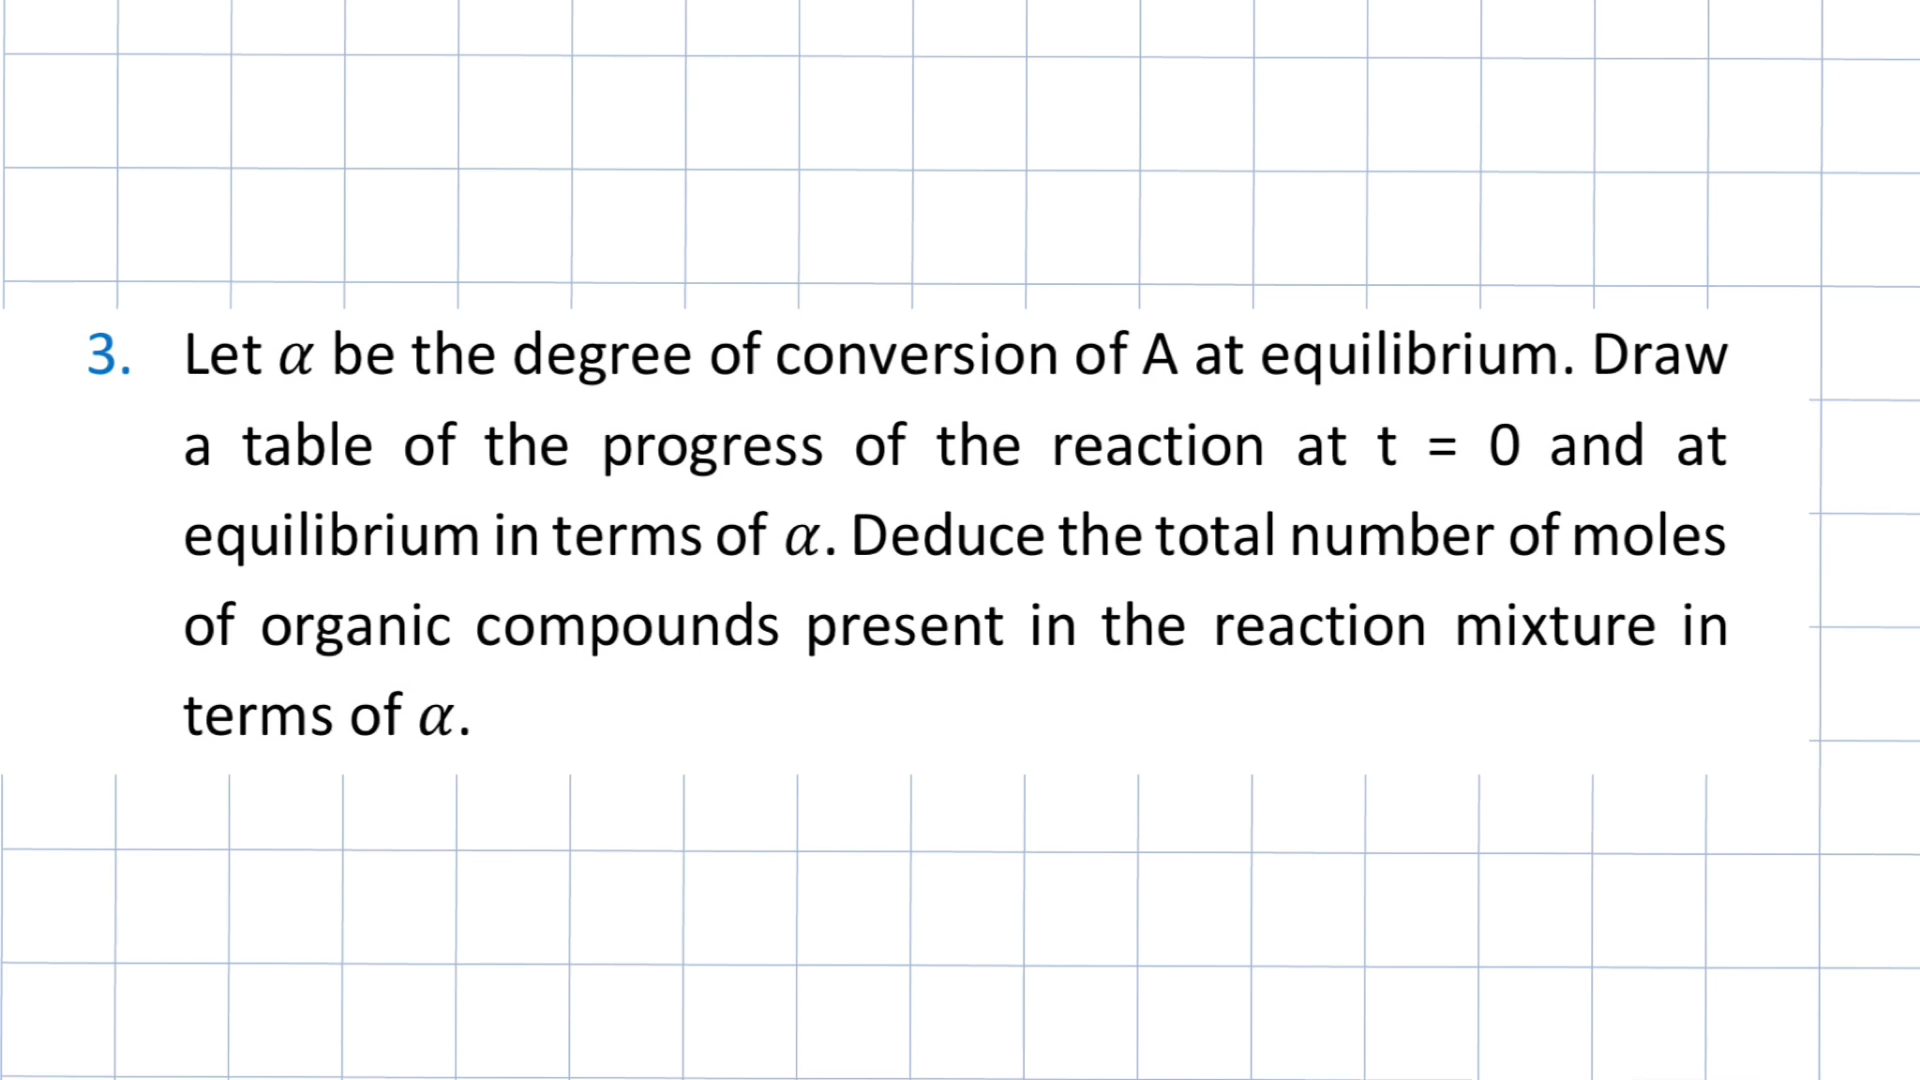 3. Let α be the degree of conversion of A at equilibrium. Draw
a table of the progress of the reaction at t = 0 and at
equilibrium in terms of α. Deduce the total number of moles
of organic compounds present in the reaction mixture in
terms of α.